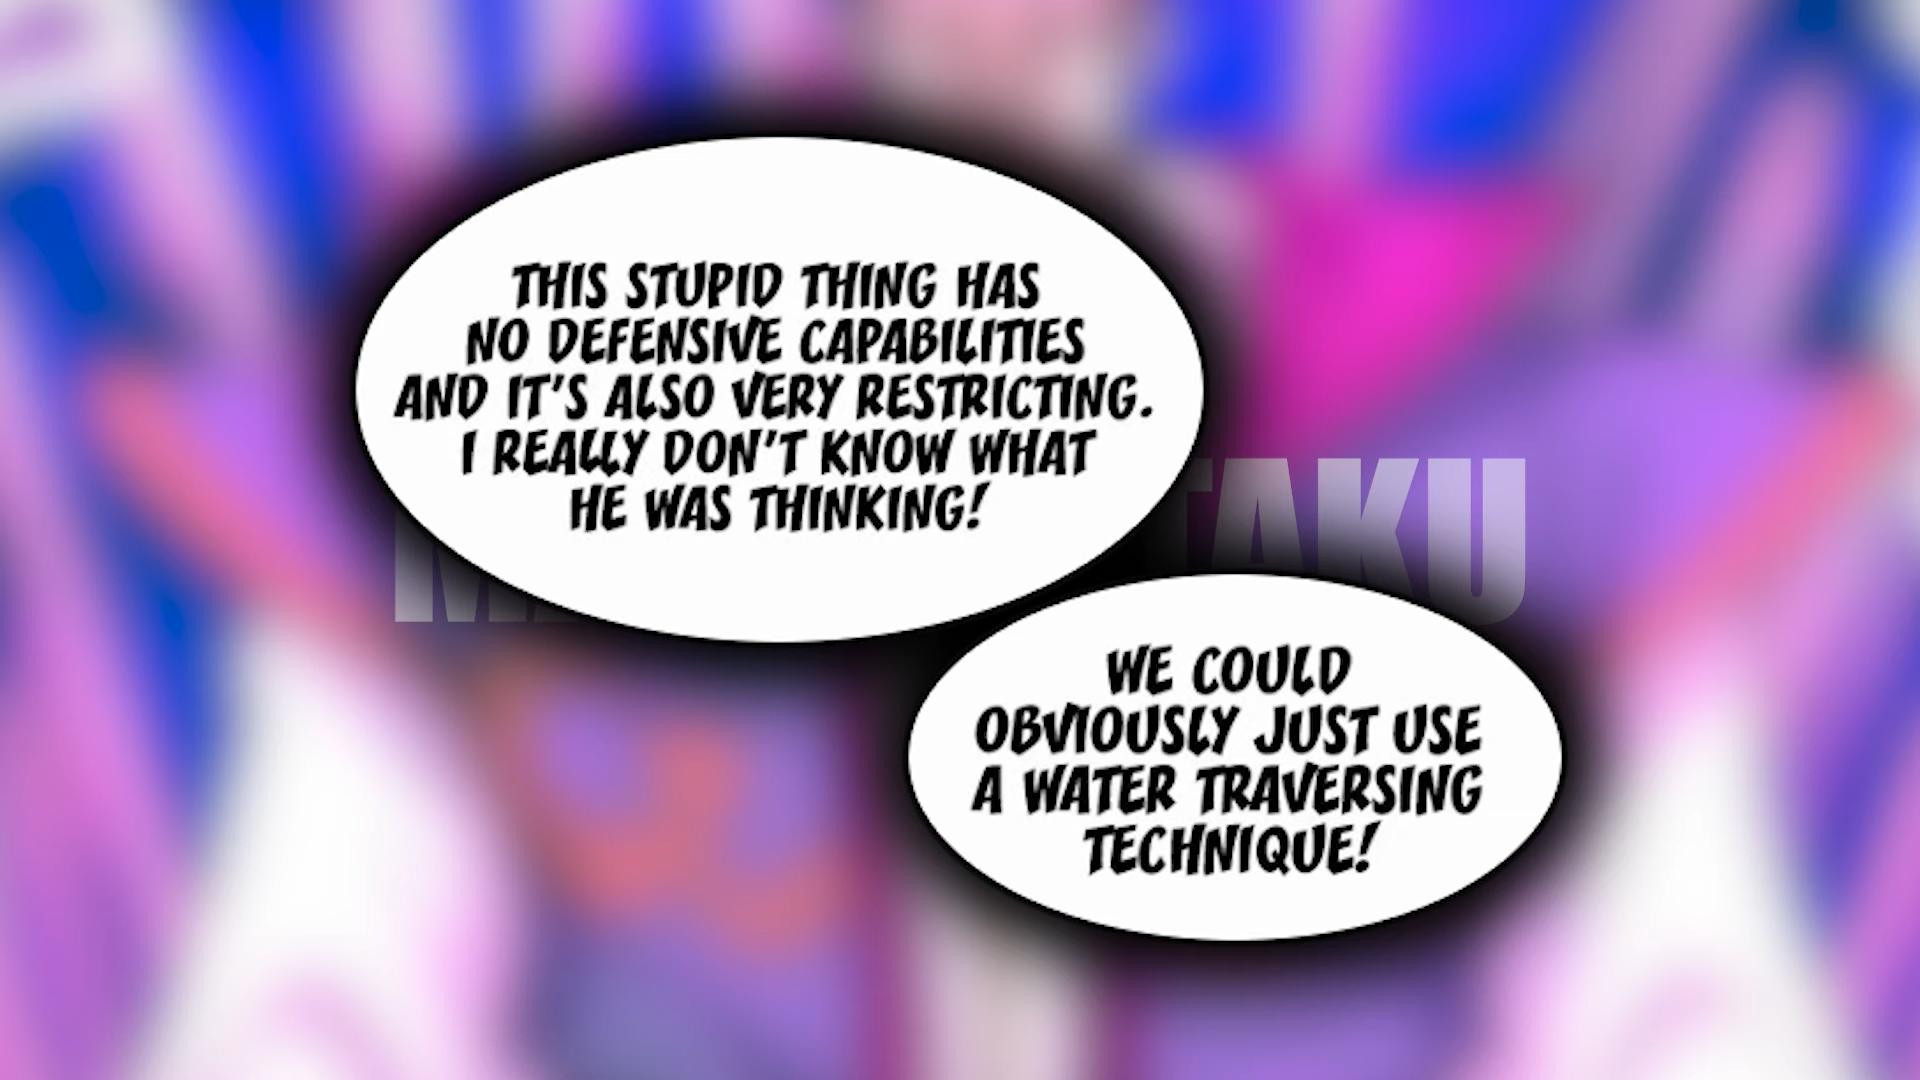 THIS STUPID THING HAS
NO DEFENSIVE CAPABILITIES
AND IT'S ALSO VERY RESTRICTING.
I REALLY DON'T KNOW WHAT
HE WAS THINKING!
WE COULD
OBVIOUSLY JUST USE
A WATER TRAVERSING
TECHNIQUE!